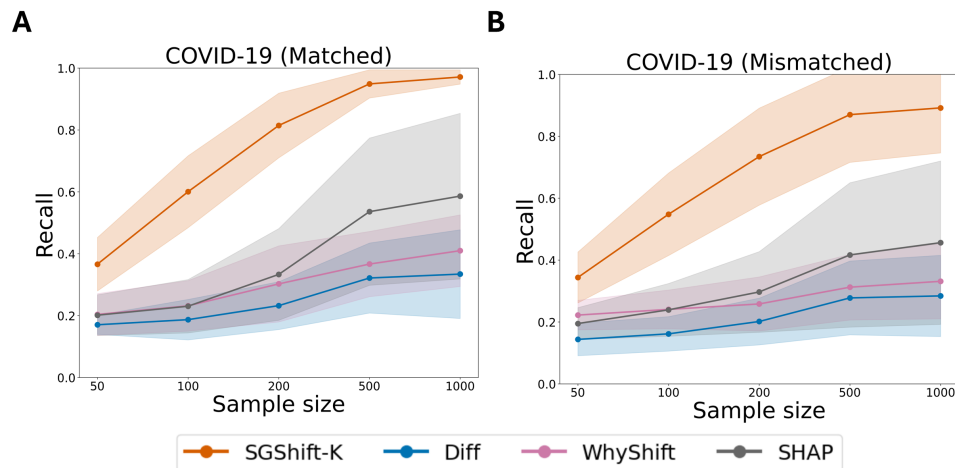 A
B
COVID-19 (Matched)
COVID-19 (Mismatched)
1.0
0.8
0.6
0.4
0.2
0.0
Recall
50 100 200 500 1000
Sample size
1.0
0.8
0.6
0.4
0.2
0.0
Recall
50 100 200 500 1000
Sample size
SGShift-K Diff WhyShift SHAP